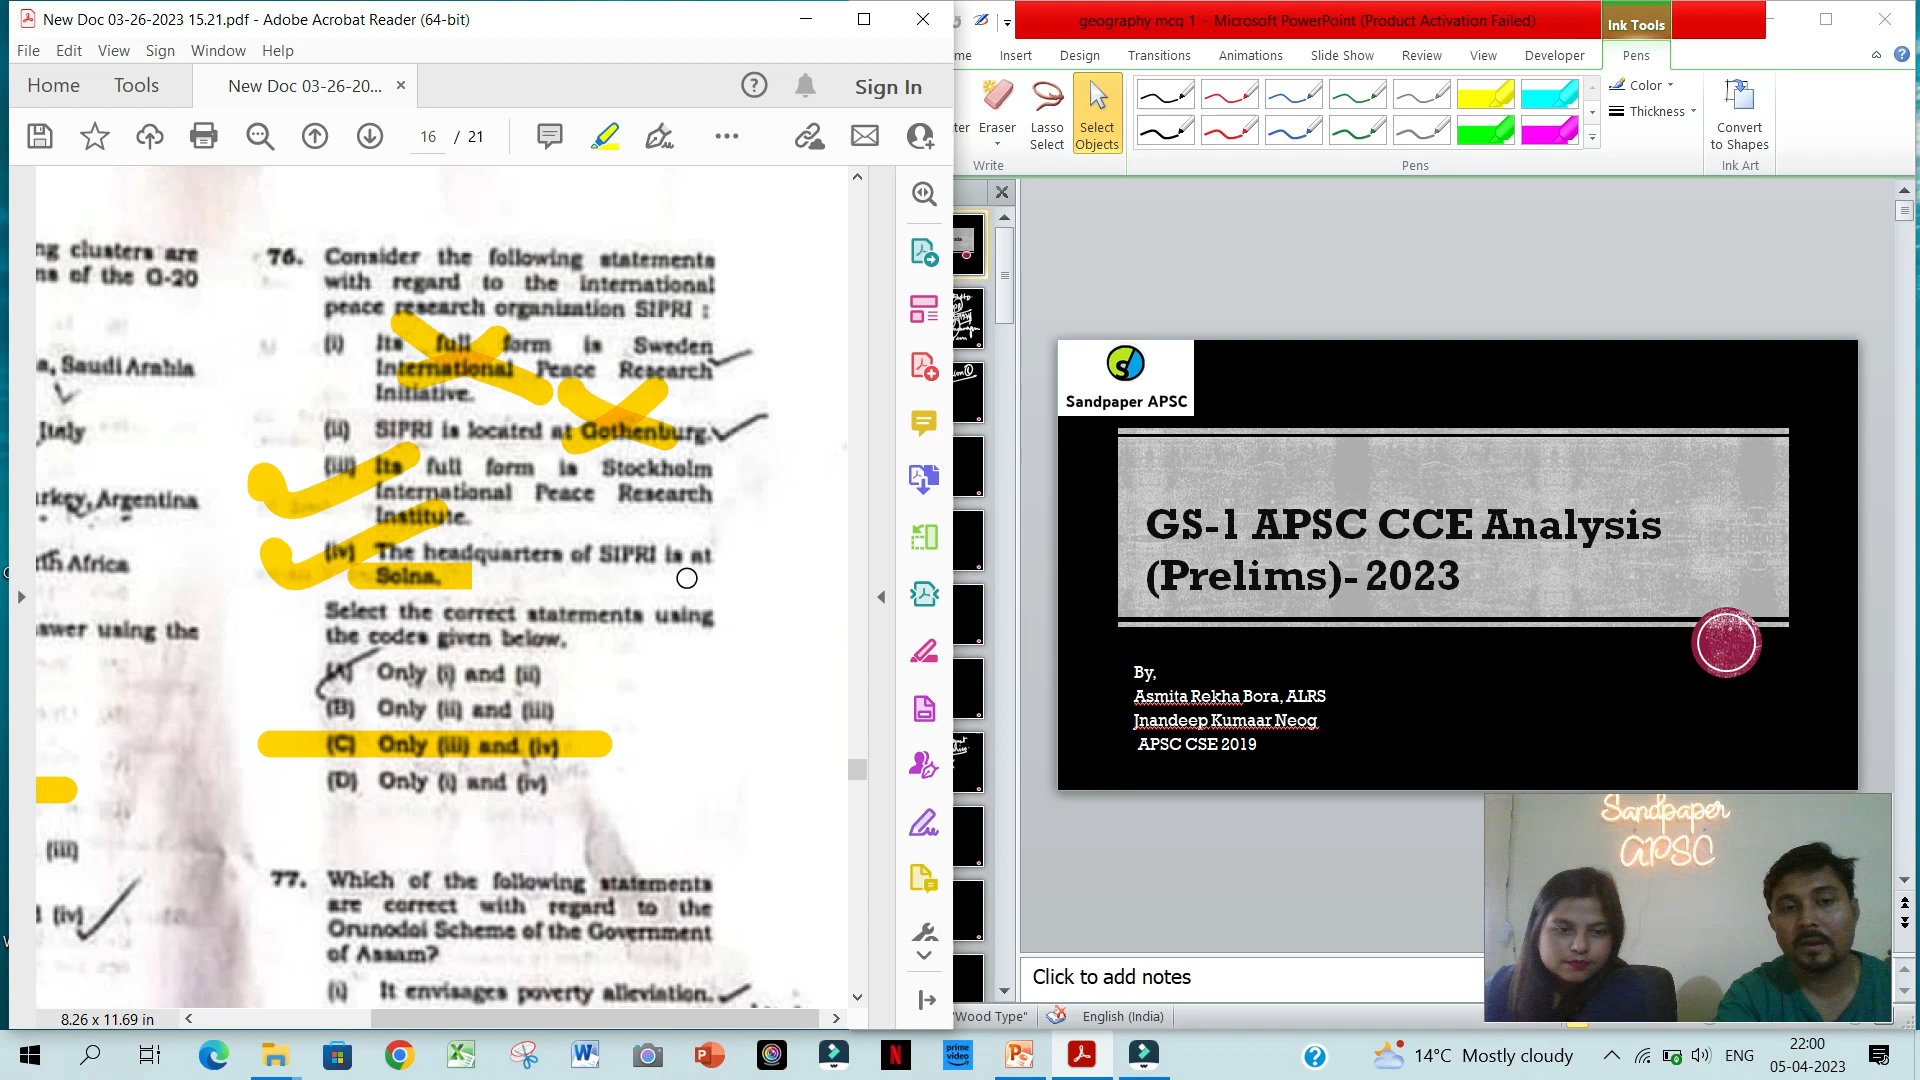 New Doc 03-26-2023 15.21.pdf - Adobe Acrobat Reader (64-bit)
File Edit View Sign Window Help
Home Tools New Doc 03-26-20... × Sign In
16 / 21
ng clusters are
ns of the G-20
a, Saudi Arabia
Italy
rkey, Argentina
th Africa
swer using the
(iii)
(iv)
76. Consider the following statements
with regard to the international
peace research organization SIPRI :
(i) Its full form is Sweden
International Peace Research
Initiative.
(ii) SIPRI is located at Gothenburg.
(iii) Its full form is Stockholm
International Peace Research
Institute.
(iv) The headquarters of SIPRI is at
Solna.
Select the correct statements using
the codes given below.
(A) Only (i) and (ii)
(B) Only (ii) and (iii)
(C) Only (iii) and (iv)
(D) Only (i) and (iv)
77. Which of the following statements
are correct with regard to the
Orunodoi Scheme of the Government
of Assam?
(i) It envisages poverty alleviation.
8.26 x 11.69 in
geography mcq 1 - Microsoft PowerPoint (Product Activation Failed)
Ink Tools
me Insert Design Transitions Animations Slide Show Review View Developer Pens
ter Eraser Lasso Select Select Objects
Color
Thickness
Convert to Shapes
Write Pens Ink Art
Sandpaper APSC
GS-1 APSC CCE Analysis
(Prelims)- 2023
By,
Asmita Rekha Bora, ALRS
Jnandeep Kumaar Neog
APSC CSE 2019
Sandpaper
APSC
Click to add notes
"Wood Type" English (India)
14°C Mostly cloudy
ENG
22:00
05-04-2023